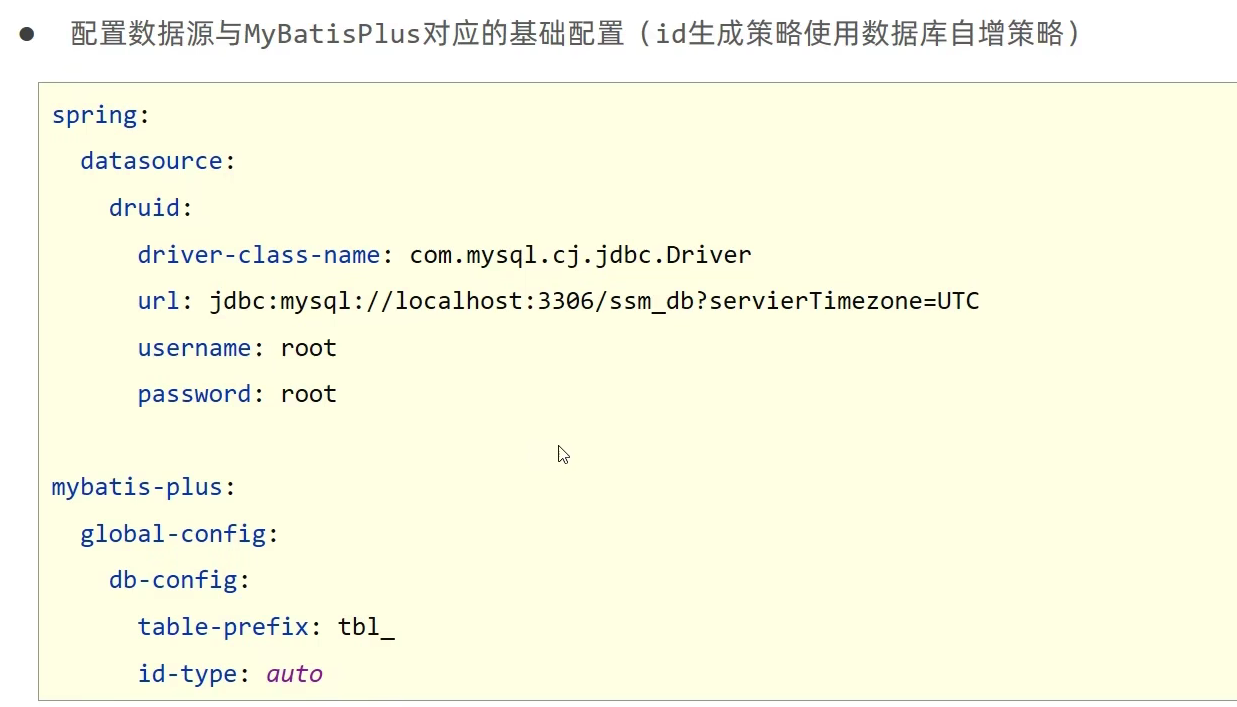 ● 配置数据源与MyBatisPlus对应的基础配置（id生成策略使用数据库自增策略）
spring:
  datasource:
    druid:
      driver-class-name: com.mysql.cj.jdbc.Driver
      url: jdbc:mysql://localhost:3306/ssm_db?servierTimezone=UTC
      username: root
      password: root
mybatis-plus:
  global-config:
    db-config:
      table-prefix: tbl_
      id-type: auto